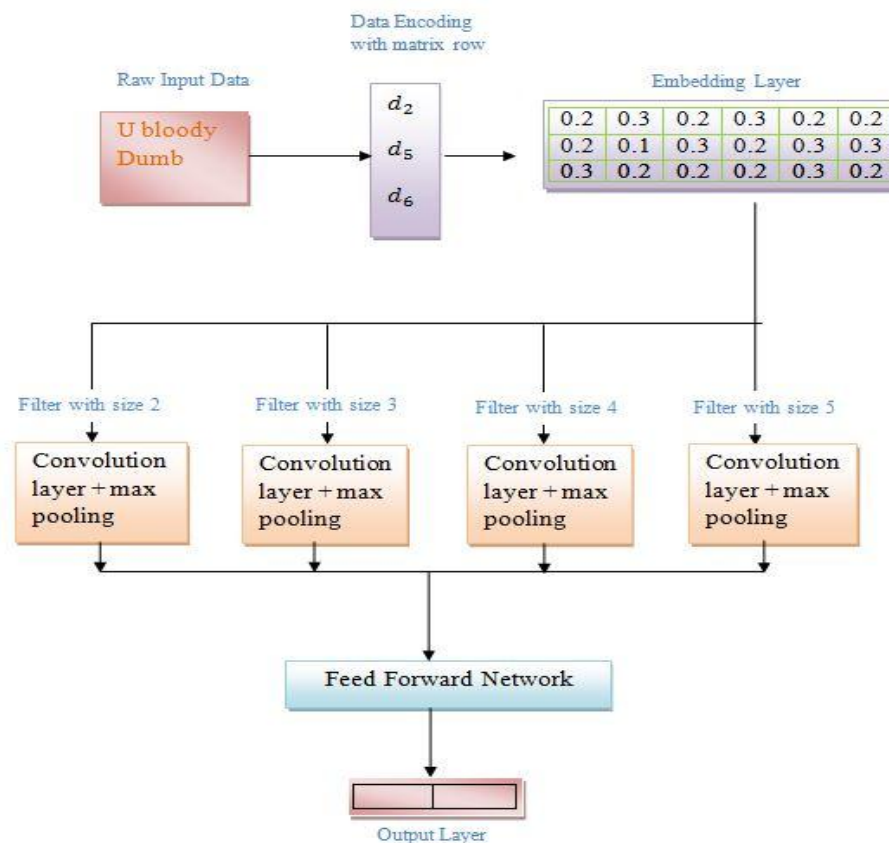 Data Encoding
with matrix row
Raw Input Data
Embedding Layer
U bloody
Dumb
d₂
d₅
d₆
0.2 0.3 0.2 0.3 0.2 0.2
0.2 0.1 0.3 0.2 0.3 0.3
0.3 0.2 0.2 0.2 0.3 0.2
Filter with size 2
Filter with size 3
Filter with size 4
Filter with size 5
Convolution
layer + max
pooling
Convolution
layer + max
pooling
Convolution
layer + max
pooling
Convolution
layer + max
pooling
Feed Forward Network
Output Layer